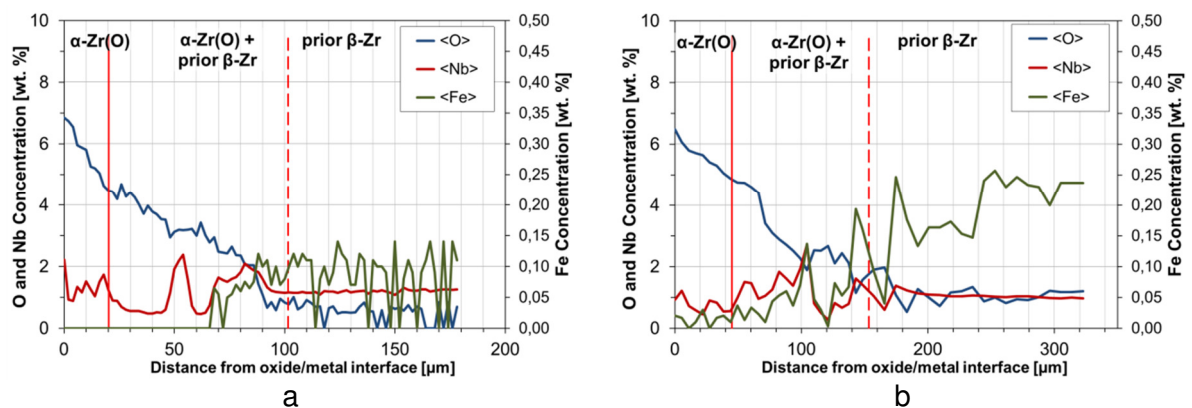 10
8
6
4
2
0
O and Nb Concentration [wt. %]
α-Zr(O)
α-Zr(O) +
prior β-Zr
prior β-Zr
<O>
<Nb>
<Fe>
0,50
0,45
0,40
0,35
0,30
0,25
0,20
0,15
0,10
0,05
0,00
Fe Concentration [wt. %]
0 50 100 150 200
Distance from oxide/metal interface [µm]
a
10
8
6
4
2
0
O and Nb Concentration [wt. %]
α-Zr(O)
α-Zr(O) +
prior β-Zr
prior β-Zr
<O>
<Nb>
<Fe>
0,50
0,45
0,40
0,35
0,30
0,25
0,20
0,15
0,10
0,05
0,00
Fe Concentration [wt. %]
0 100 200 300
Distance from oxide/metal interface [µm]
b